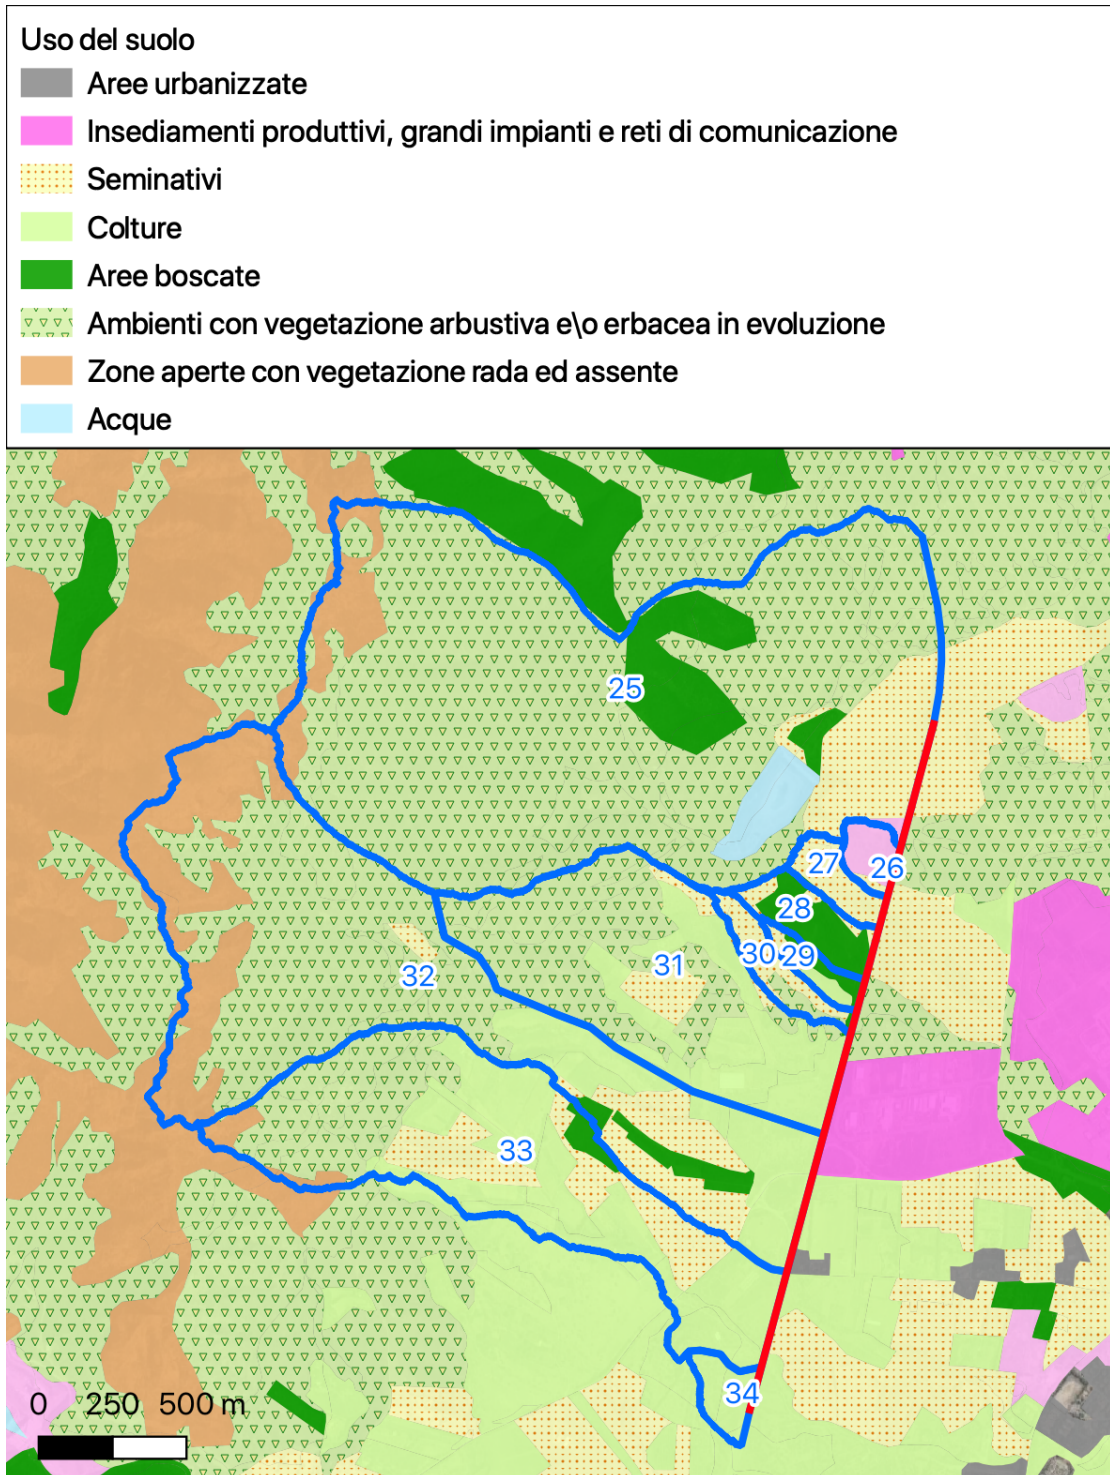 Uso del suolo
Aree urbanizzate
Insediamenti produttivi, grandi impianti e reti di comunicazione
Seminativi
Colture
Aree boscate
Ambienti con vegetazione arbustiva e\o erbacea in evoluzione
Zone aperte con vegetazione rada ed assente
Acque
25
27
26
28
30
29
31
32
33
34
0 250 500 m